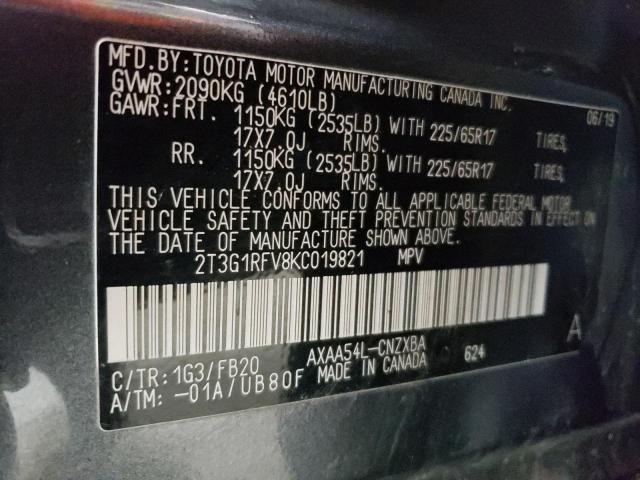 MFD.BY:TOYOTA MOTOR MANUFACTURING CANADA INC.
GVWR:2090KG (4610LB) 06/19
GAWR:FRT. 1150KG (2535LB) WITH 225/65R17 TIRES,
17X7.0J RIMS.
RR. 1150KG (2535LB) WITH 225/65R17 TIRES,
17X7.0J RIMS.
THIS VEHICLE CONFORMS TO ALL APPLICABLE FEDERAL MOTOR
VEHICLE SAFETY AND THEFT PREVENTION STANDARDS IN EFFECT ON
THE DATE OF MANUFACTURE SHOWN ABOVE.
2T3G1RFV8KC019821 MPV
A
AXAA54L-CNZXBA
C/TR:1G3/FB20 MADE IN CANADA G24
A/TM:-01A/UB80F